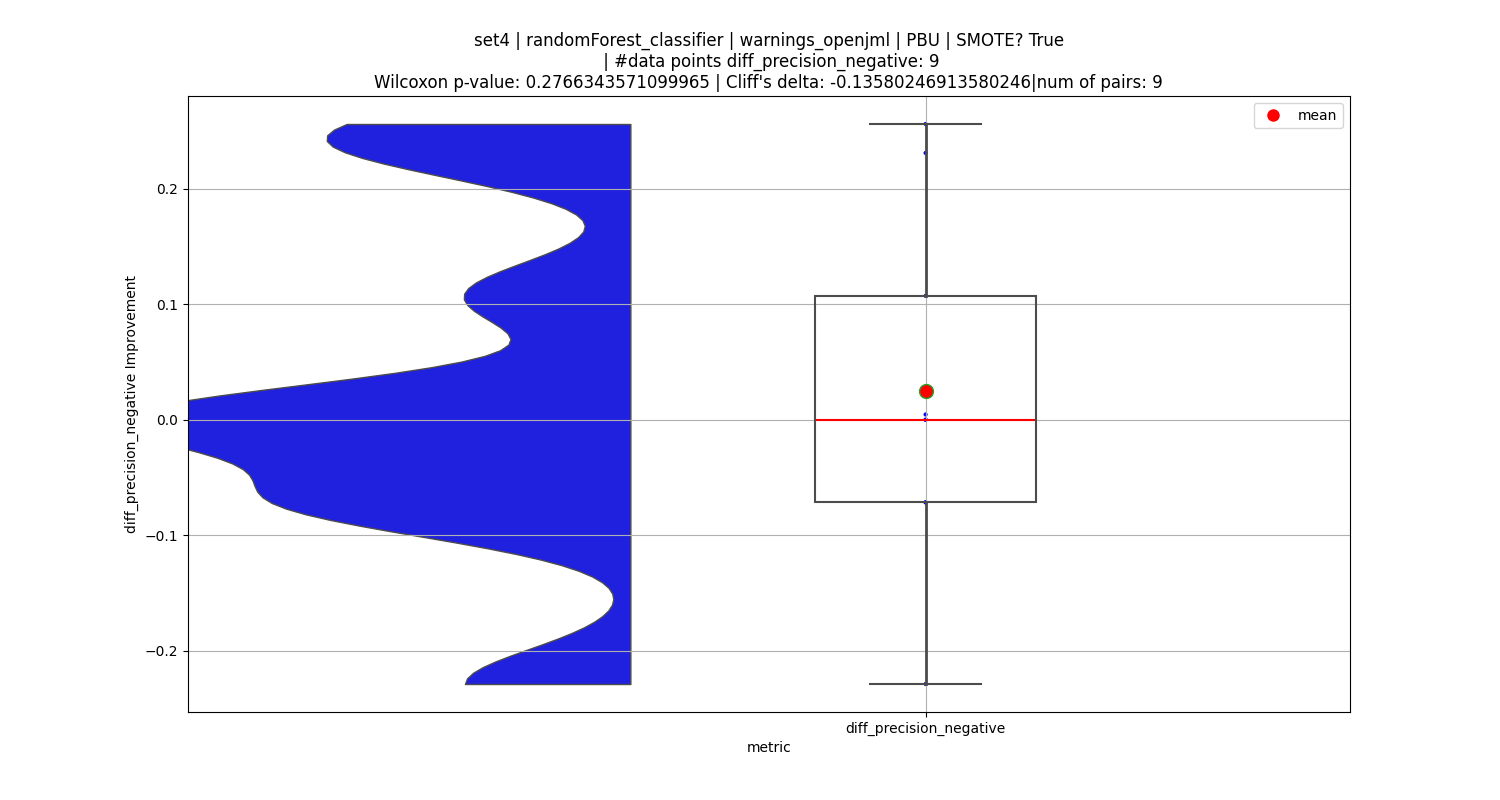 set4 | randomForest_classifier | warnings_openjml | PBU | SMOTE? True
| #data points diff_precision_negative: 9
Wilcoxon p-value: 0.2766343571099965 | Cliff's delta: -0.13580246913580246|num of pairs: 9
mean
diff_precision_negative Improvement
0.2
0.1
0.0
−0.1
−0.2
diff_precision_negative
metric